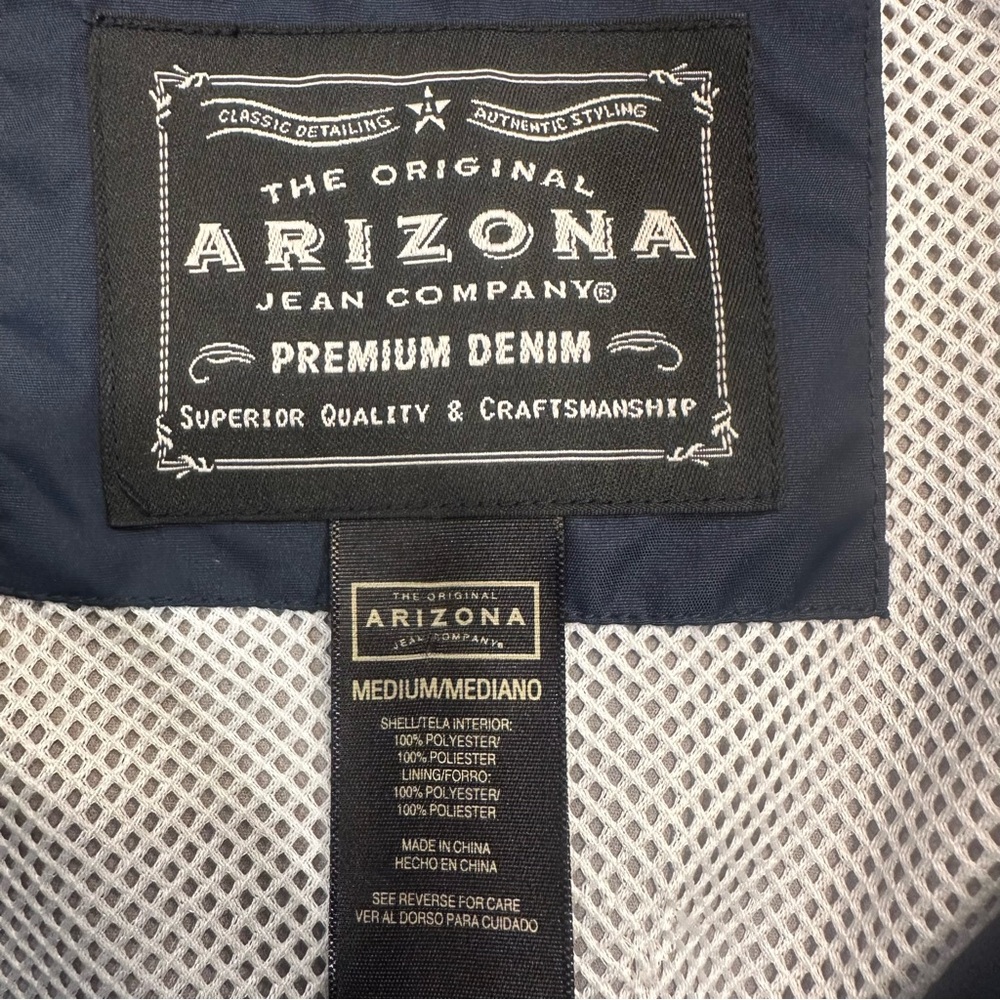 CLASSIC DETAILING AUTHENTIC STYLING
THE ORIGINAL
ARIZONA
JEAN COMPANY®
PREMIUM DENIM
SUPERIOR QUALITY & CRAFTSMANSHIP
THE ORIGINAL
ARIZONA
JEAN COMPANY®
MEDIUM/MEDIANO
SHELL/TELA INTERIOR:
100% POLYESTER/
100% POLIESTER
LINING/FORRO:
100% POLYESTER/
100% POLIESTER
MADE IN CHINA
HECHO EN CHINA
SEE REVERSE FOR CARE
VER AL DORSO PARA CUIDADO